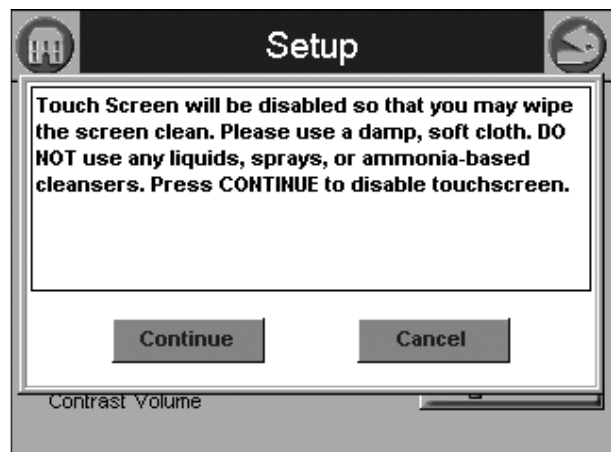 Setup
Touch Screen will be disabled so that you may wipe
the screen clean. Please use a damp, soft cloth. DO
NOT use any liquids, sprays, or ammonia-based
cleansers. Press CONTINUE to disable touchscreen.
Continue Cancel
Contrast Volume